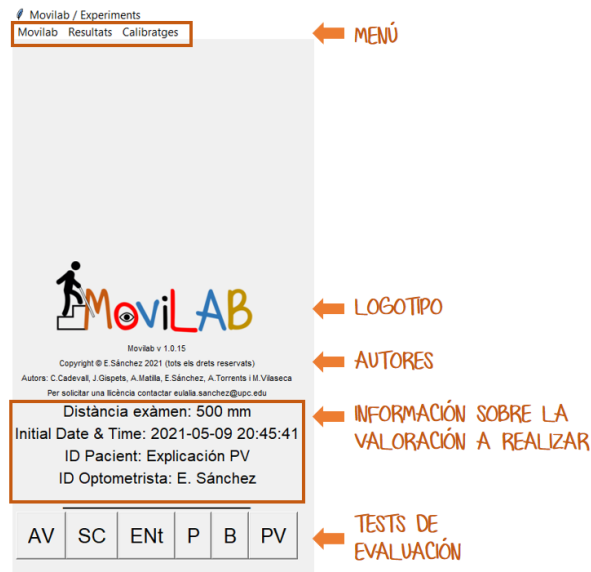 Movilab / Experiments
Movilab Resultats Calibratges
MENÚ
MoviLAB
LOGOTIPO
Movilab v 1.0.15
Copyright © E.Sánchez 2021 (tots els drets reservats)
AUTORES
Autors: C.Cadevall, J.Gispets, A.Matilla, E.Sánchez, A.Torrents i M.Vilaseca
Per solicitar una llicència contactar eulalia.sanchez@upc.edu
Distància exàmen: 500 mm
Initial Date & Time: 2021-05-09 20:45:41
ID Pacient: Explicación PV
ID Optometrista: E. Sánchez
INFORMACIÓN SOBRE LA
VALORACIÓN A REALIZAR
AV SC ENt P B PV
TESTS DE
EVALUACIÓN